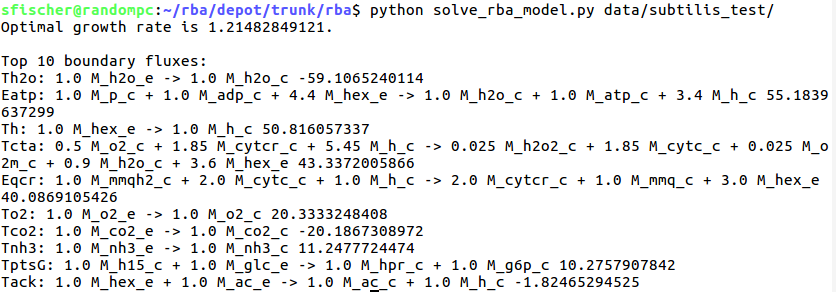 sfischer@randompc:~/rba/depot/trunk/rba$ python solve_rba_model.py data/subtilis_test/
Optimal growth rate is 1.21482849121.
Top 10 boundary fluxes:
Th2o: 1.0 M_h2o_e -> 1.0 M_h2o_c -59.1065240114
Eatp: 1.0 M_p_c + 1.0 M_adp_c + 4.4 M_hex_e -> 1.0 M_h2o_c + 1.0 M_atp_c + 3.4 M_h_c 55.1839
637299
Th: 1.0 M_hex_e -> 1.0 M_h_c 50.816057337
Tcta: 0.5 M_o2_c + 1.85 M_cytcr_c + 5.45 M_h_c -> 0.025 M_h2o2_c + 1.85 M_cytc_c + 0.025 M_o
2m_c + 0.9 M_h2o_c + 3.6 M_hex_e 43.3372005866
Eqcr: 1.0 M_mmqh2_c + 2.0 M_cytc_c + 1.0 M_h_c -> 2.0 M_cytcr_c + 1.0 M_mmq_c + 3.0 M_hex_e
40.0869105426
To2: 1.0 M_o2_e -> 1.0 M_o2_c 20.3333248408
Tco2: 1.0 M_co2_e -> 1.0 M_co2_c -20.1867308972
Tnh3: 1.0 M_nh3_e -> 1.0 M_nh3_c 11.2477724474
TptsG: 1.0 M_h15_c + 1.0 M_glc_e -> 1.0 M_hpr_c + 1.0 M_g6p_c 10.2757907842
Tack: 1.0 M_hex_e + 1.0 M_ac_e -> 1.0 M_ac_c + 1.0 M_h_c -1.82465294525